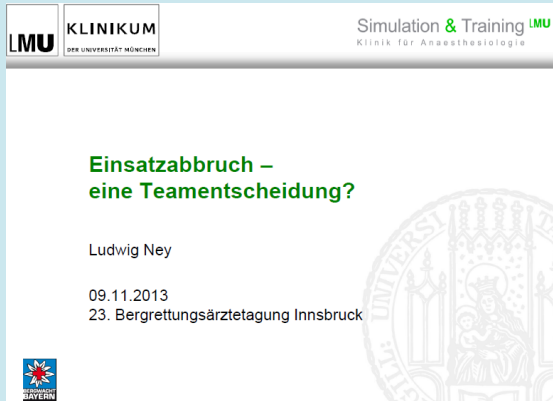 LMU
KLINIKUM
DER UNIVERSITÄT MÜNCHEN
Simulation & Training LMU
Klinik für Anaesthesiologie
Einsatzabbruch –
eine Teamentscheidung?
Ludwig Ney
09.11.2013
23. Bergrettungsärztetagung Innsbruck
BERGWACHT
BAYERN